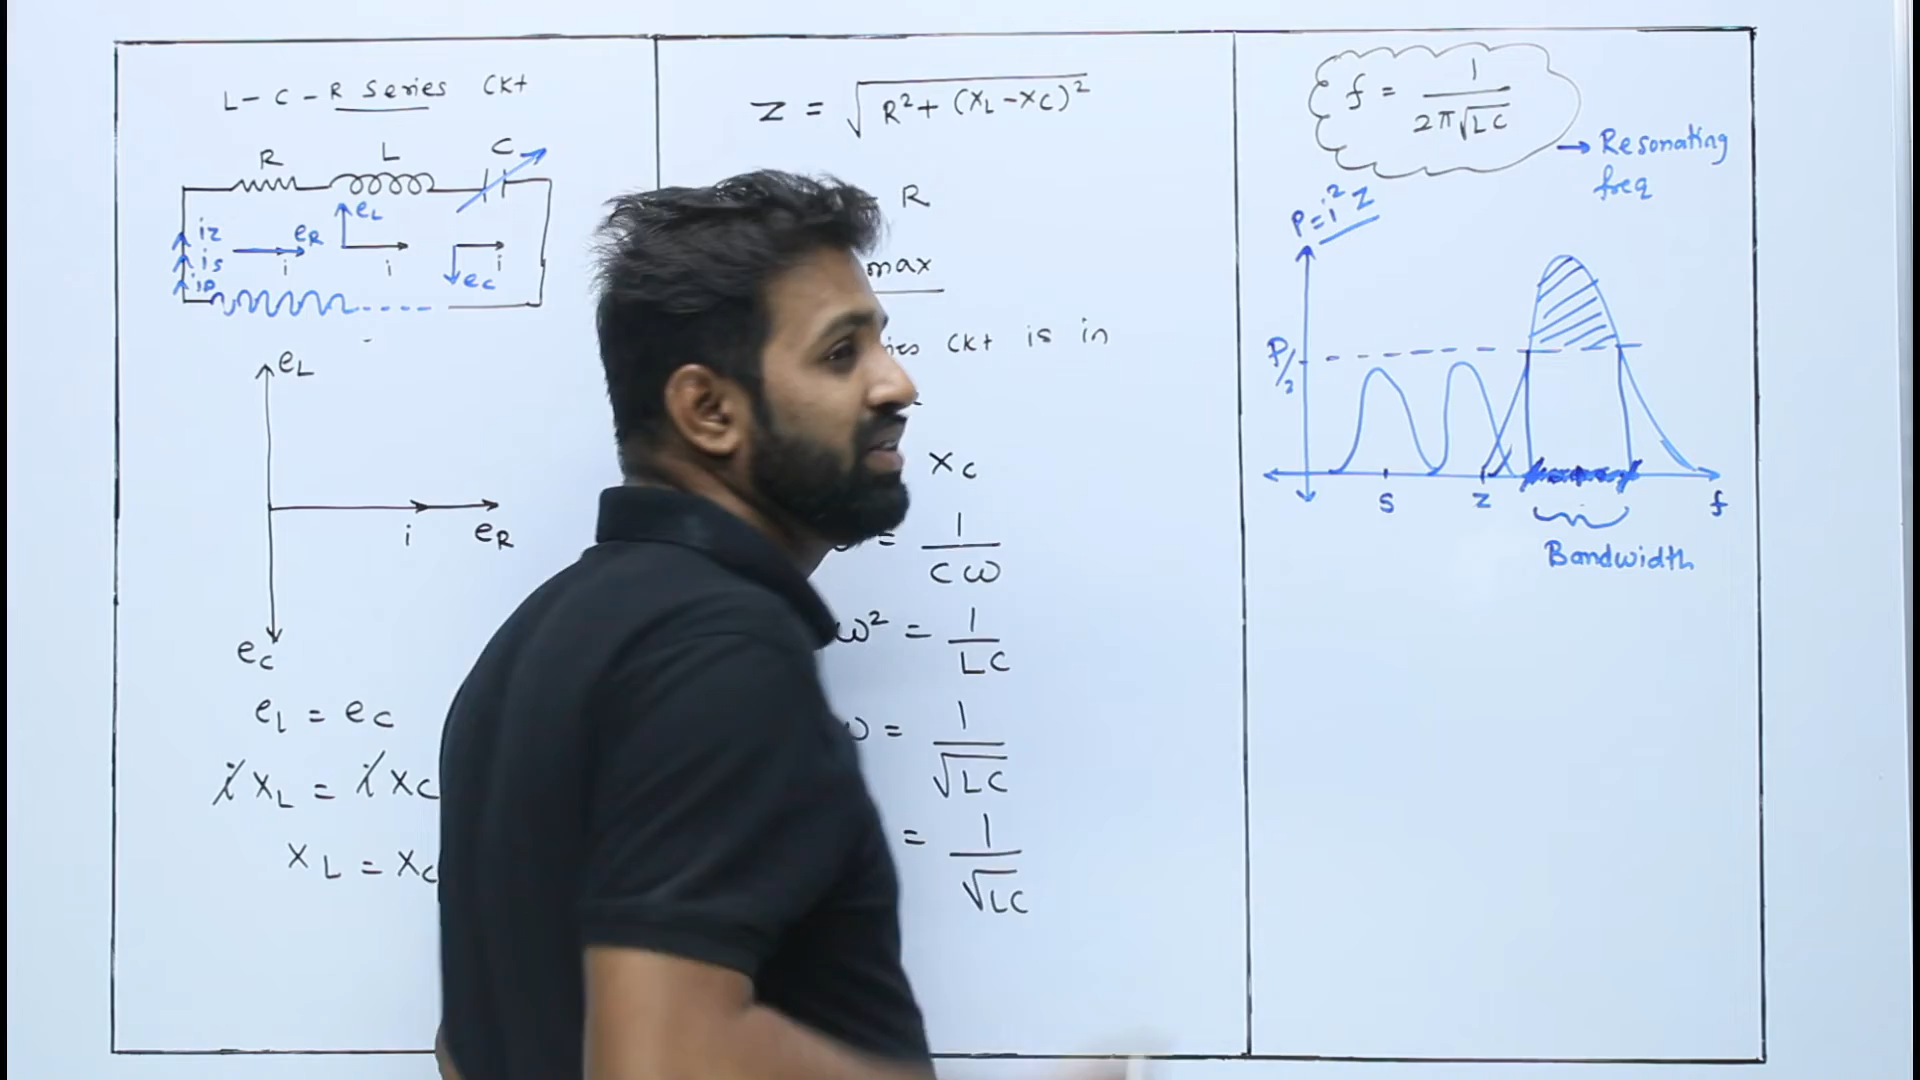 L-C-R Series CKt
R L C
eL
iz eR
is i i i
ip ec
eL
i eR
ec
eL = ec
i XL = i Xc
XL = Xc
Z = √R² + (XL - Xc)²
R
max
ies CKt is in
Xc
= 1/Cω
ω² = 1/LC
ω = 1/√LC
= 1/√LC
f = 1/2π√LC
→ Resonating
freq
P = i² Z
P/2
S Z f
Bandwidth